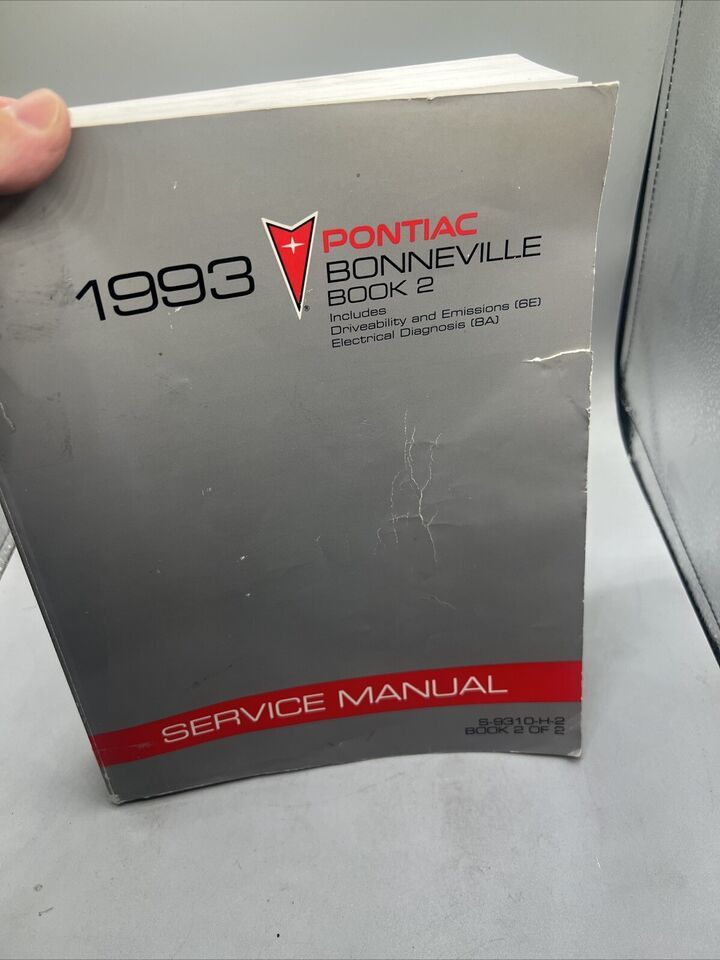 1993
PONTIAC
BONNEVILLE
BOOK 2
Includes
Driveability and Emissions (6E)
Electrical Diagnosis (8A)
SERVICE MANUAL
S-9310-H-2
BOOK 2 OF 2